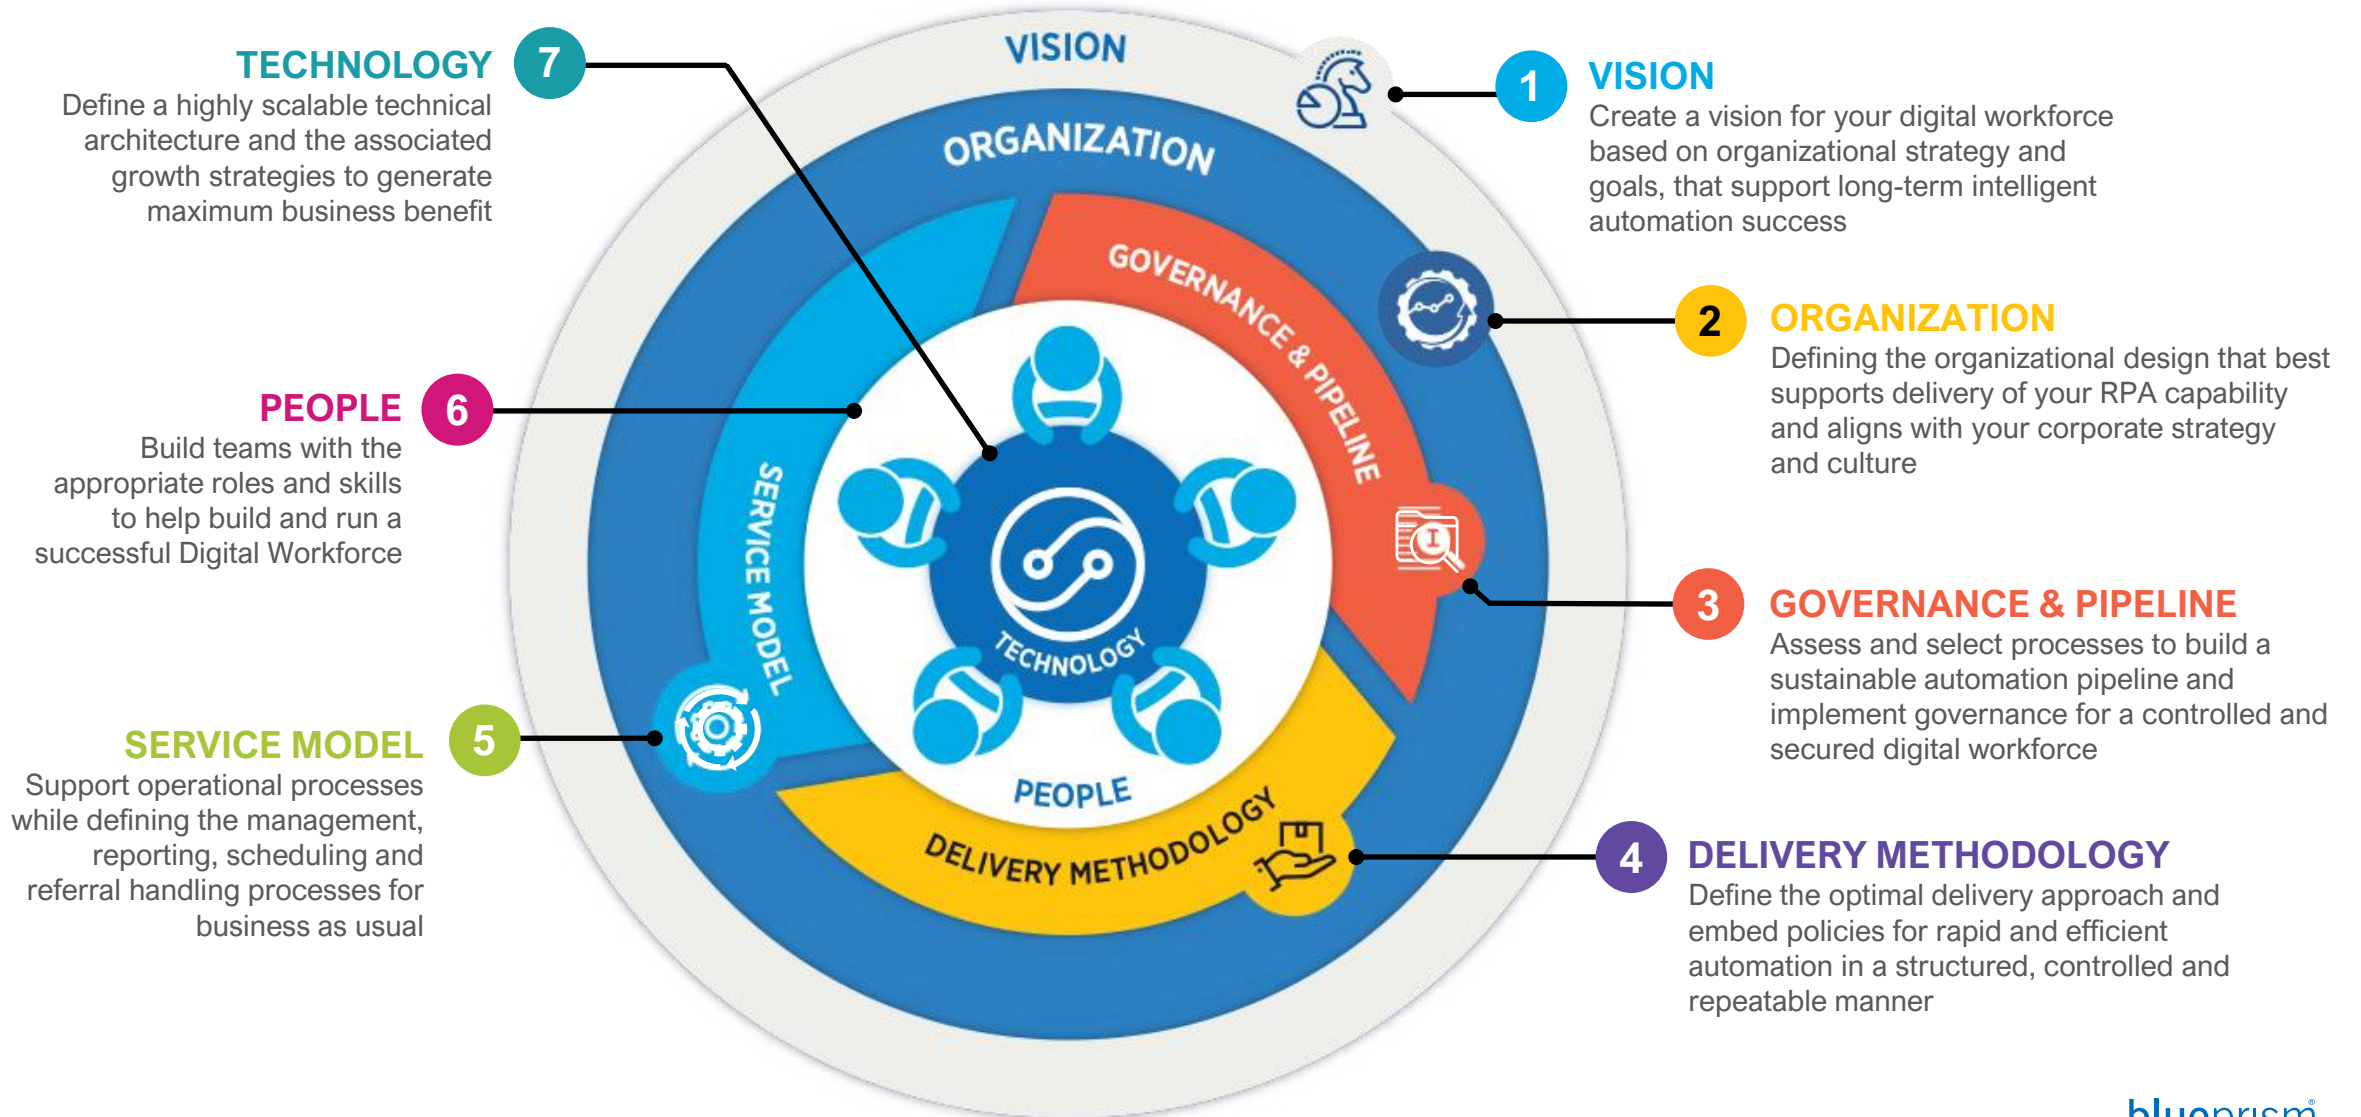 VISION
ORGANIZATION
GOVERNANCE & PIPELINE
SERVICE MODEL
TECHNOLOGY
PEOPLE
DELIVERY METHODOLOGY
1
VISION
Create a vision for your digital workforce
based on organizational strategy and
goals, that support long-term intelligent
automation success
2
ORGANIZATION
Defining the organizational design that best
supports delivery of your RPA capability
and aligns with your corporate strategy
and culture
3
GOVERNANCE & PIPELINE
Assess and select processes to build a
sustainable automation pipeline and
implement governance for a controlled and
secured digital workforce
4
DELIVERY METHODOLOGY
Define the optimal delivery approach and
embed policies for rapid and efficient
automation in a structured, controlled and
repeatable manner
5
SERVICE MODEL
Support operational processes
while defining the management,
reporting, scheduling and
referral handling processes for
business as usual
6
PEOPLE
Build teams with the
appropriate roles and skills
to help build and run a
successful Digital Workforce
7
TECHNOLOGY
Define a highly scalable technical
architecture and the associated
growth strategies to generate
maximum business benefit
blueprism®